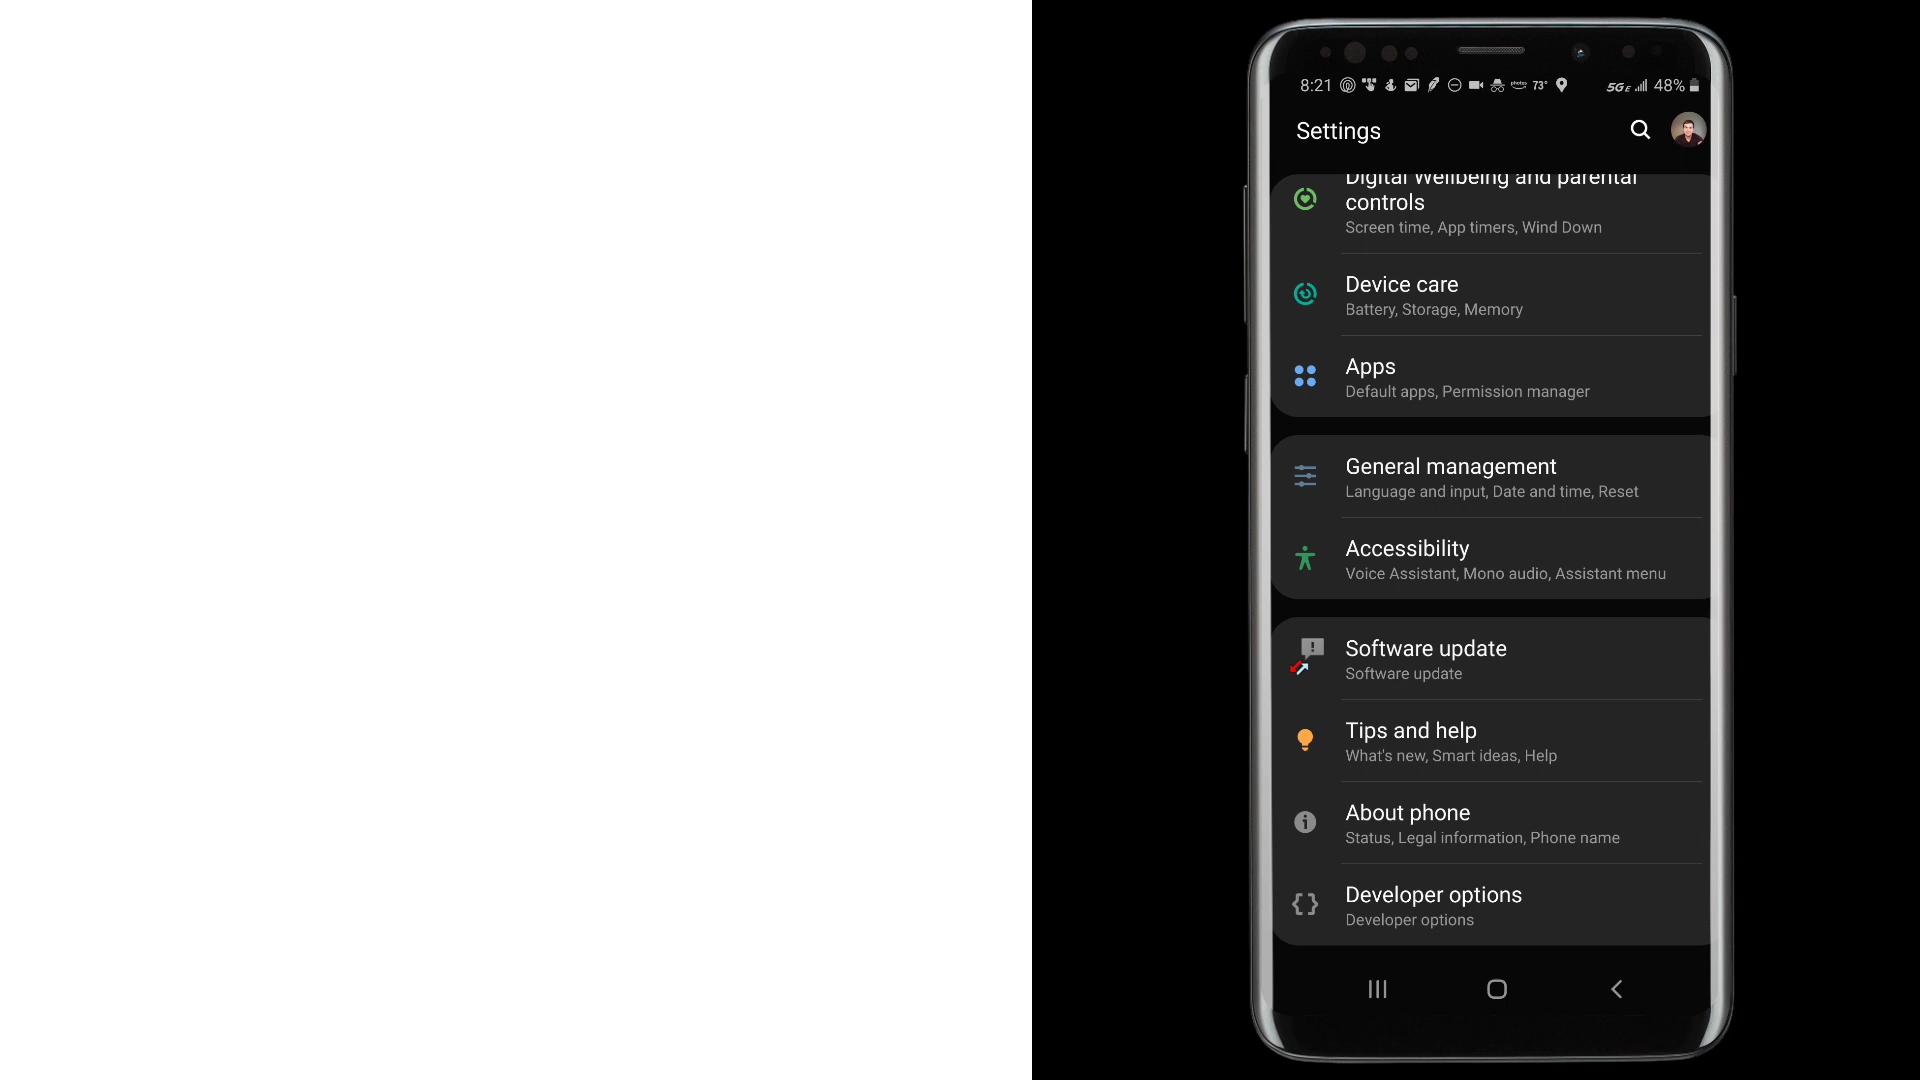 8:21 photos 73° 5GE 48%
Settings
Digital Wellbeing and parental
controls
Screen time, App timers, Wind Down
Device care
Battery, Storage, Memory
Apps
Default apps, Permission manager
General management
Language and input, Date and time, Reset
Accessibility
Voice Assistant, Mono audio, Assistant menu
Software update
Software update
Tips and help
What's new, Smart ideas, Help
About phone
Status, Legal information, Phone name
Developer options
Developer options